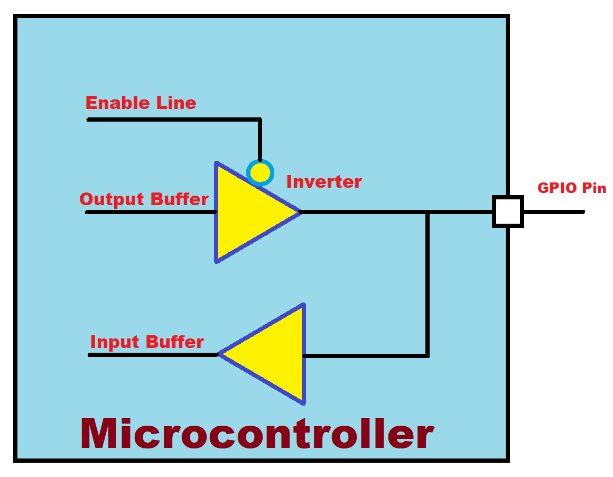 Enable Line
Output Buffer
Inverter
GPIO Pin
Input Buffer
Microcontroller